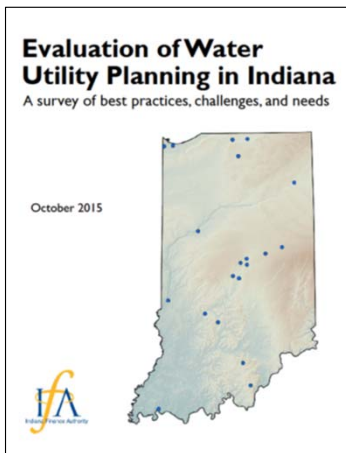 Evaluation of Water
Utility Planning in Indiana
A survey of best practices, challenges, and needs
October 2015
IFA
Indiana Finance Authority